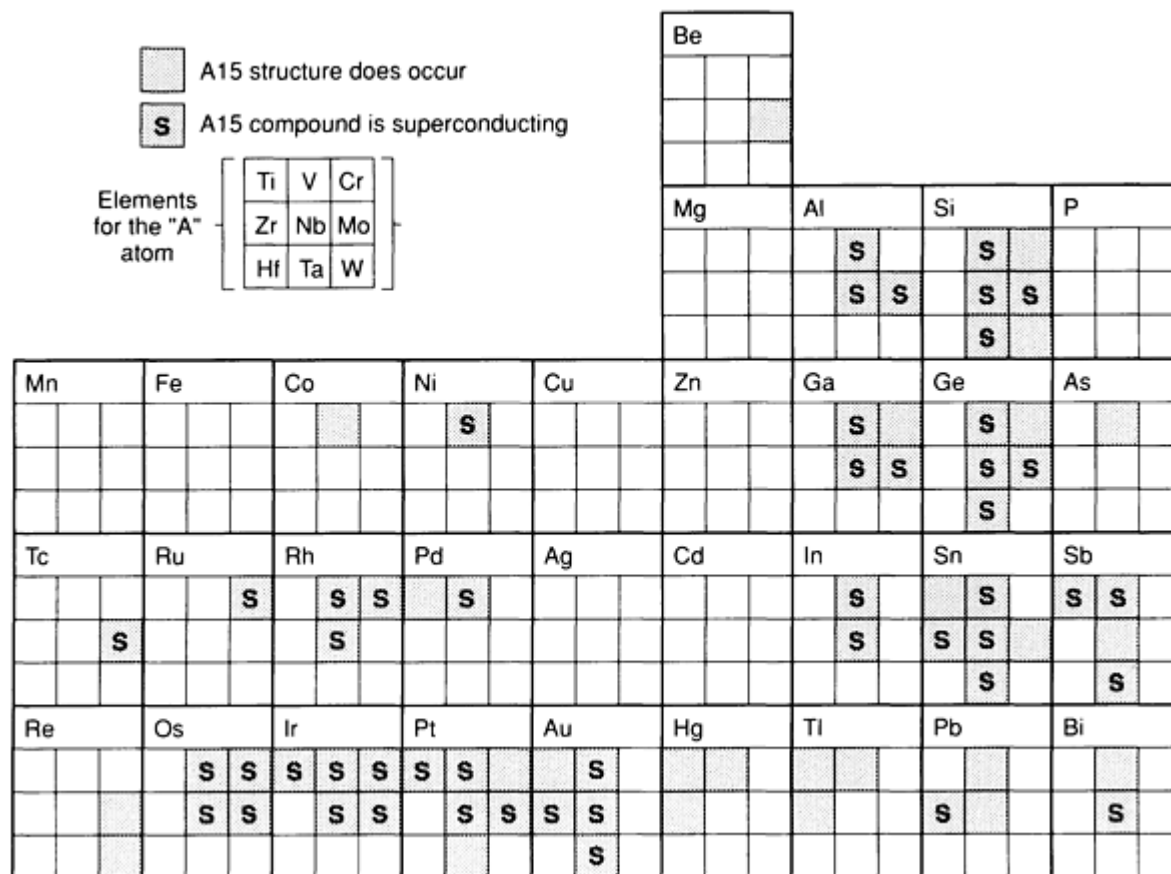 Be
A15 structure does occur
S A15 compound is superconducting
Elements for the "A" atom
Ti V Cr
Zr Nb Mo
Hf Ta W
Mg Al Si P
S S
S S S S
S
Mn Fe Co Ni Cu Zn Ga Ge As
S S S
S S S S
S
Tc Ru Rh Pd Ag Cd In Sn Sb
S S S S S S S S
S S S S S
S S
Re Os Ir Pt Au Hg Tl Pb Bi
S S S S S S S S
S S S S S S S S S S
S